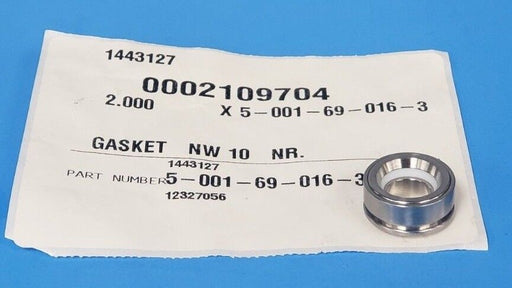 1443127
0002109704
2.000 X 5-001-69-016-3
GASKET NW 10 NR.
1443127
PART NUMBER 5-001-69-016-3
12327056